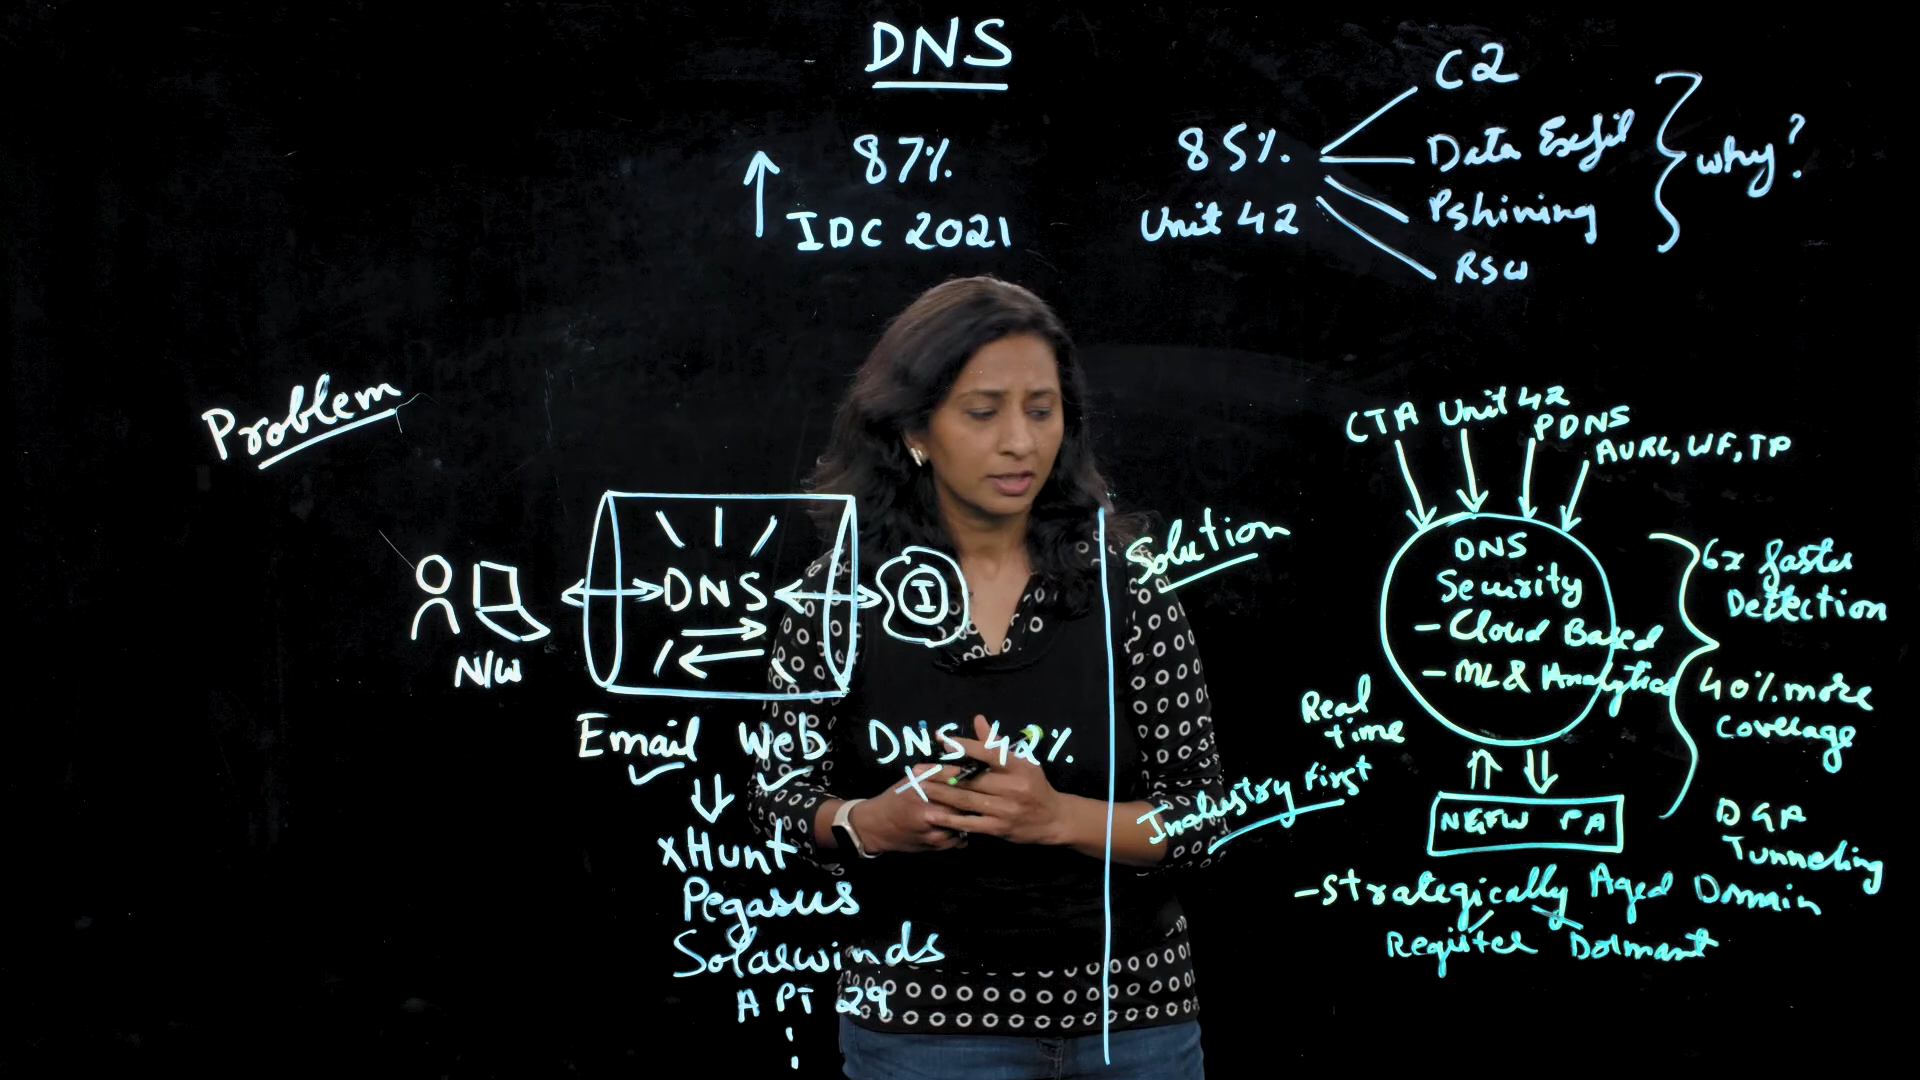 DNS
87%
IDC 2021
85%
Unit 42
C2
Data Exfil
Pshining
RSW
why?
Problem
DNS
I
N/W
Email Web DNS 42%
xHunt
Pegasus
Solarwinds
APT 29
Solution
CTA Unit 42
PDNS
AURL, WF, TP
DNS
Security
- Cloud Based
- ML & Analytics
6x faster
Detection
40% more
Coverage
Real
time
Industry First
NGFW PA
DGA
Tunneling
- Strategically Aged Domain
Register Dormant